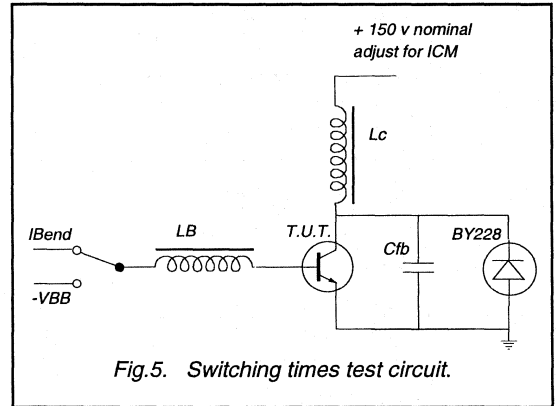 + 150 v nominal
adjust for ICM
Lc
IBend
LB
T.U.T.
Cfb
BY228
-VBB
Fig.5. Switching times test circuit.